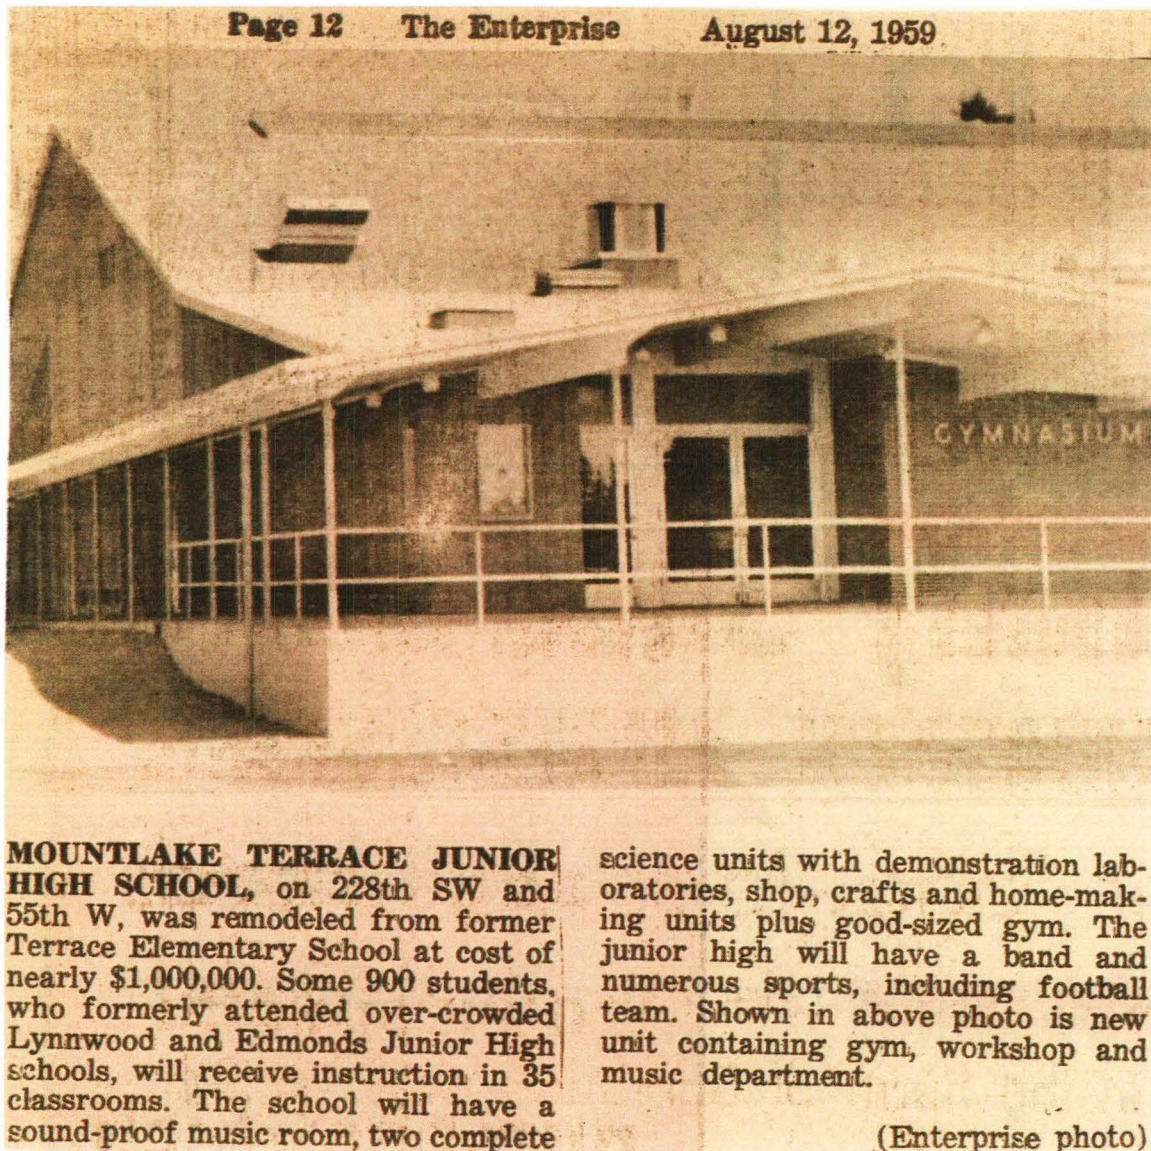 Page 12 The Enterprise August 12, 1959
GYMNASIUM
MOUNTLAKE TERRACE JUNIOR
HIGH SCHOOL, on 228th SW and
55th W, was remodeled from former
Terrace Elementary School at cost of
nearly $1,000,000. Some 900 students,
who formerly attended over-crowded
Lynnwood and Edmonds Junior High
schools, will receive instruction in 35
classrooms. The school will have a
sound-proof music room, two complete
science units with demonstration lab-
oratories, shop, crafts and home-mak-
ing units plus good-sized gym. The
junior high will have a band and
numerous sports, including football
team. Shown in above photo is new
unit containing gym, workshop and
music department.
(Enterprise photo)